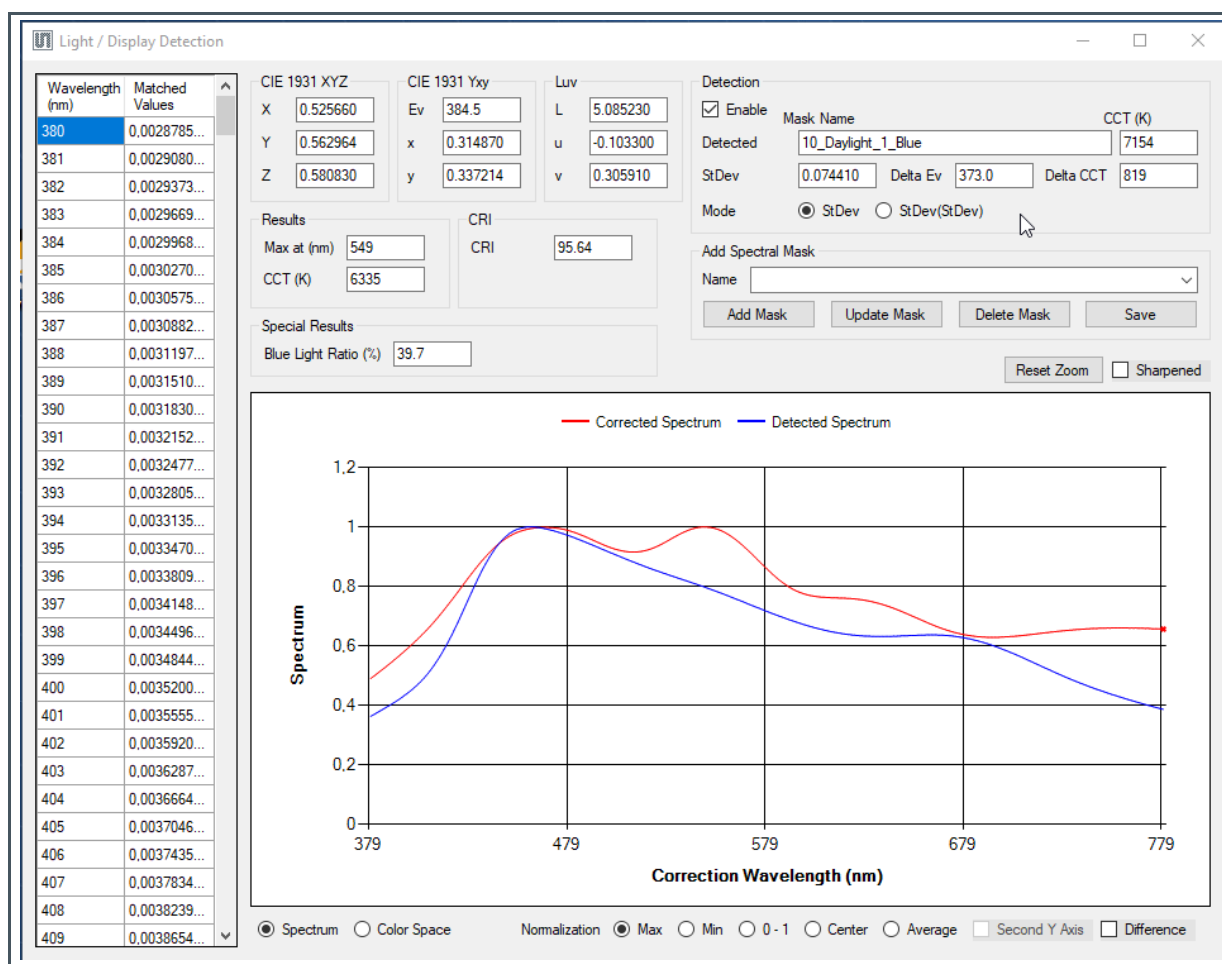 Light / Display Detection
Wavelength (nm) Matched Values
380 0,0028785...
381 0,0029080...
382 0,0029373...
383 0,0029669...
384 0,0029968...
385 0,0030270...
386 0,0030575...
387 0,0030882...
388 0,0031197...
389 0,0031510...
390 0,0031830...
391 0,0032152...
392 0,0032477...
393 0,0032805...
394 0,0033135...
395 0,0033470...
396 0,0033809...
397 0,0034148...
398 0,0034496...
399 0,0034844...
400 0,0035200...
401 0,0035555...
402 0,0035920...
403 0,0036287...
404 0,0036664...
405 0,0037046...
406 0,0037435...
407 0,0037834...
408 0,0038239...
409 0,0038654...
CIE 1931 XYZ
X 0.525660
Y 0.562964
Z 0.580830
CIE 1931 Yxy
Ev 384.5
x 0.314870
y 0.337214
Luv
L 5.085230
u -0.103300
v 0.305910
Detection
Enable Mask Name CCT (K)
Detected 10_Daylight_1_Blue 7154
StDev 0.074410 Delta Ev 373.0 Delta CCT 819
Mode StDev StDev(StDev)
Results
Max at (nm) 549
CCT (K) 6335
CRI
CRI 95.64
Add Spectral Mask
Name
Add Mask Update Mask Delete Mask Save
Special Results
Blue Light Ratio (%) 39.7
Reset Zoom Sharpened
Corrected Spectrum Detected Spectrum
1,2
1
0,8
0,6
0,4
0,2
0
Spectrum
379 479 579 679 779
Correction Wavelength (nm)
Spectrum Color Space Normalization Max Min 0 - 1 Center Average Second Y Axis Difference